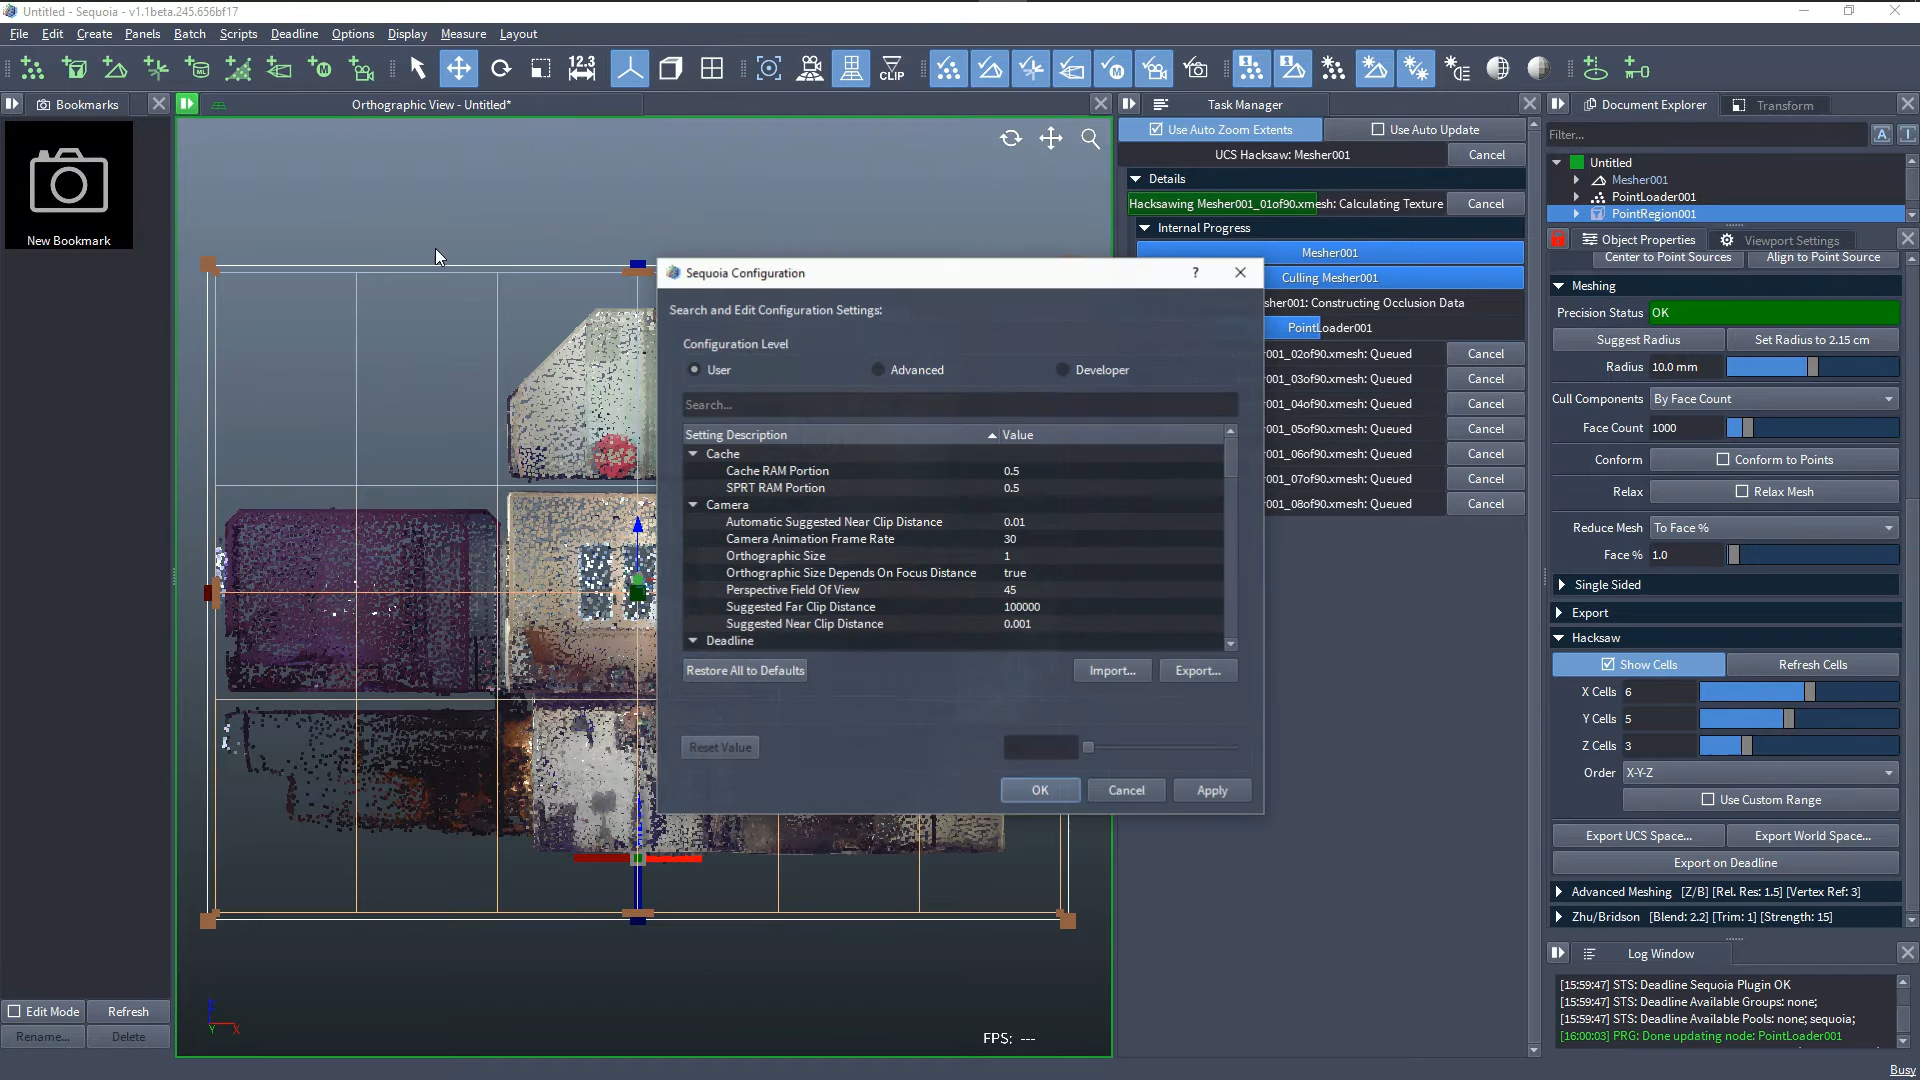 Untitled - Sequoia - v1.1beta.245.656bf17
File Edit Create Panels Batch Scripts Deadline Options Display Measure Layout
12.3
CLIP
Bookmarks
New Bookmark
Edit Mode Refresh
Rename... Delete
Orthographic View - Untitled*
FPS: ---
Z
Y X
Task Manager
Use Auto Zoom Extents Use Auto Update
UCS Hacksaw: Mesher001 Cancel
Details
Hacksawing Mesher001_01of90.xmesh: Calculating Texture Cancel
Internal Progress
Mesher001
Culling Mesher001
sher001: Constructing Occlusion Data
PointLoader001
r001_02of90.xmesh: Queued Cancel
r001_03of90.xmesh: Queued Cancel
r001_04of90.xmesh: Queued Cancel
r001_05of90.xmesh: Queued Cancel
r001_06of90.xmesh: Queued Cancel
r001_07of90.xmesh: Queued Cancel
r001_08of90.xmesh: Queued Cancel
Sequoia Configuration ?
Search and Edit Configuration Settings:
Configuration Level
User Advanced Developer
Search...
Setting Description Value
Cache
Cache RAM Portion 0.5
SPRT RAM Portion 0.5
Camera
Automatic Suggested Near Clip Distance 0.01
Camera Animation Frame Rate 30
Orthographic Size 1
Orthographic Size Depends On Focus Distance true
Perspective Field Of View 45
Suggested Far Clip Distance 100000
Suggested Near Clip Distance 0.001
Deadline
Restore All to Defaults Import... Export...
Reset Value
OK Cancel Apply
Document Explorer Transform
Filter... A I
Untitled
Mesher001
PointLoader001
PointRegion001
Object Properties Viewport Settings
Center to Point Sources Align to Point Source
Meshing
Precision Status OK
Suggest Radius Set Radius to 2.15 cm
Radius 10.0 mm
Cull Components By Face Count
Face Count 1000
Conform Conform to Points
Relax Relax Mesh
Reduce Mesh To Face %
Face % 1.0
Single Sided
Export
Hacksaw
Show Cells Refresh Cells
X Cells 6
Y Cells 5
Z Cells 3
Order X-Y-Z
Use Custom Range
Export UCS Space... Export World Space...
Export on Deadline
Advanced Meshing [Z/B] [Rel. Res: 1.5] [Vertex Ref: 3]
Zhu/Bridson [Blend: 2.2] [Trim: 1] [Strength: 15]
Log Window
[15:59:47] STS: Deadline Sequoia Plugin OK
[15:59:47] STS: Deadline Available Groups: none;
[15:59:47] STS: Deadline Available Pools: none; sequoia;
[16:00:03] PRG: Done updating node: PointLoader001
Busy